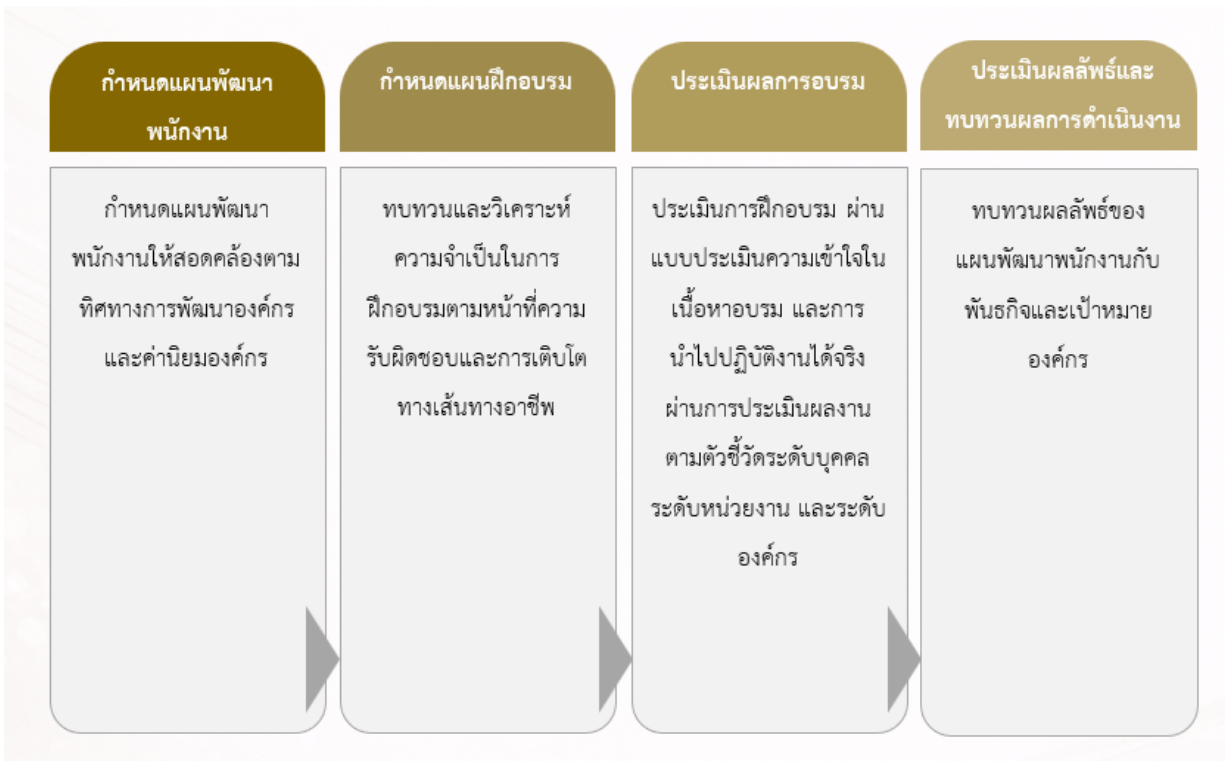 กำหนดแผนพัฒนา
พนักงาน
กำหนดแผนพัฒนา
พนักงานให้สอดคล้องตาม
ทิศทางการพัฒนาองค์กร
และค่านิยมองค์กร
กำหนดแผนฝึกอบรม
ทบทวนและวิเคราะห์
ความจำเป็นในการ
ฝึกอบรมตามหน้าที่ความ
รับผิดชอบและการเติบโต
ทางเส้นทางอาชีพ
ประเมินผลการอบรม
ประเมินการฝึกอบรม ผ่าน
แบบประเมินความเข้าใจใน
เนื้อหาอบรม และการ
นำไปปฏิบัติงานได้จริง
ผ่านการประเมินผลงาน
ตามตัวชี้วัดระดับบุคคล
ระดับหน่วยงาน และระดับ
องค์กร
ประเมินผลลัพธ์และ
ทบทวนผลการดำเนินงาน
ทบทวนผลลัพธ์ของ
แผนพัฒนาพนักงานกับ
พันธกิจและเป้าหมาย
องค์กร